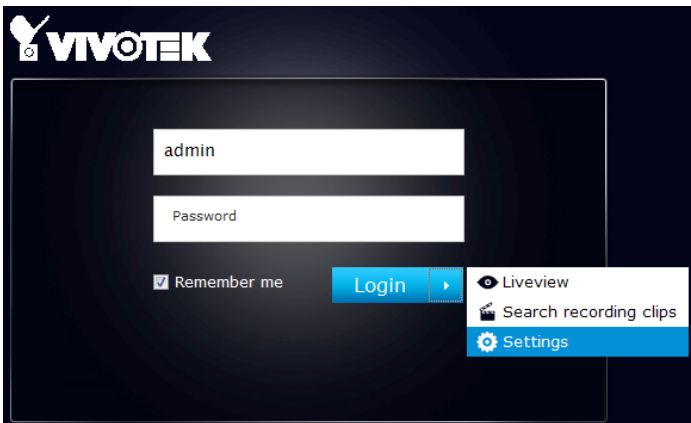 VIVOTEK
admin
Password
Remember me
Login
Liveview
Search recording clips
Settings